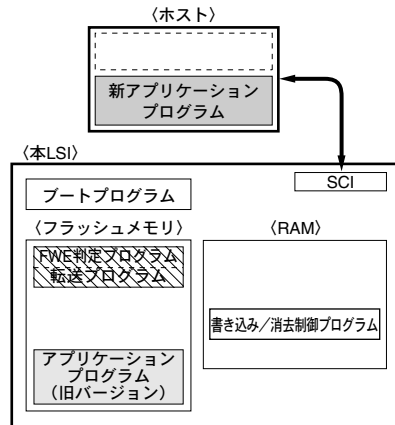 〈ホスト〉
新アプリケーション
プログラム
〈本LSI〉
SCI
ブートプログラム
〈フラッシュメモリ〉
〈RAM〉
FWE判定プログラム
転送プログラム
書き込み／消去制御プログラム
アプリケーション
プログラム
（旧バージョン）